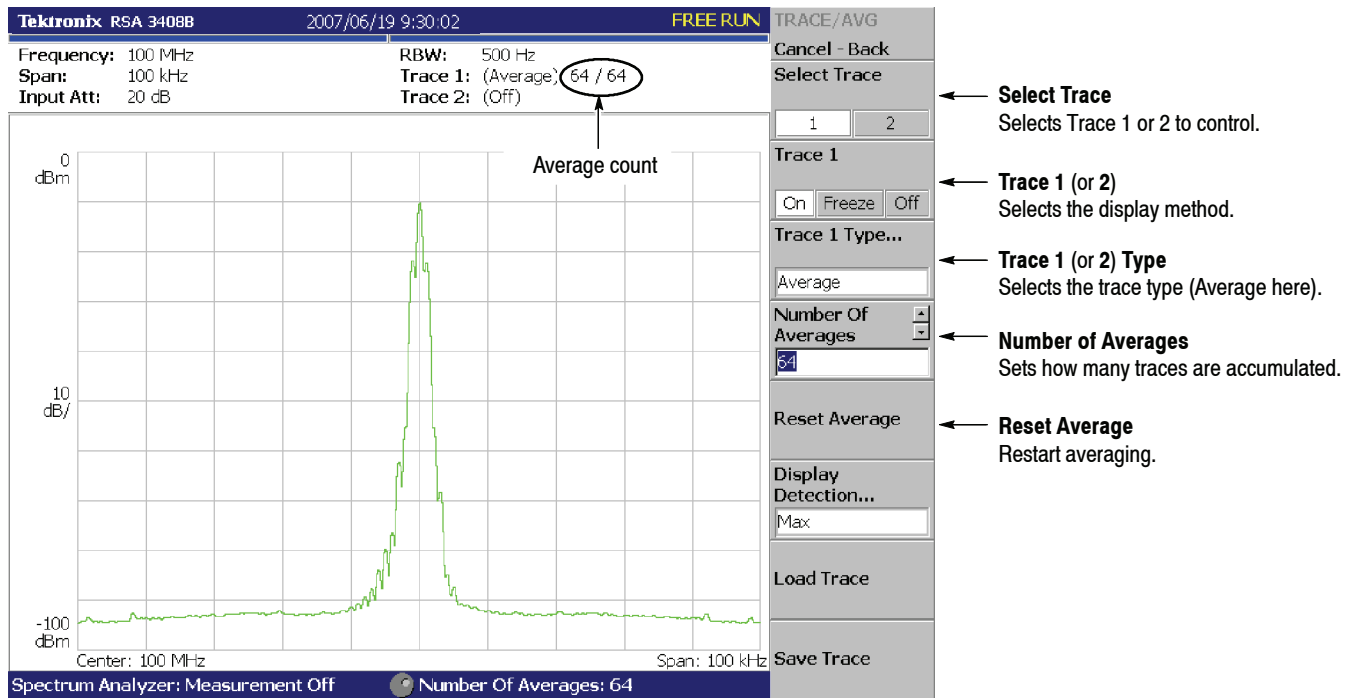 Tektronix RSA 3408B 2007/06/19 9:30:02 FREE RUN
Frequency: 100 MHz RBW: 500 Hz
Span: 100 kHz Trace 1: (Average) 64 / 64
Input Att: 20 dB Trace 2: (Off)
Average count
0
dBm
10
dB/
-100
dBm
Center: 100 MHz Span: 100 kHz
Spectrum Analyzer: Measurement Off Number Of Averages: 64
TRACE/AVG
Cancel - Back
Select Trace
1 2
Trace 1
On Freeze Off
Trace 1 Type...
Average
Number Of
Averages
64
Reset Average
Display
Detection...
Max
Load Trace
Save Trace
Select Trace
Selects Trace 1 or 2 to control.
Trace 1 (or 2)
Selects the display method.
Trace 1 (or 2) Type
Selects the trace type (Average here).
Number of Averages
Sets how many traces are accumulated.
Reset Average
Restart averaging.